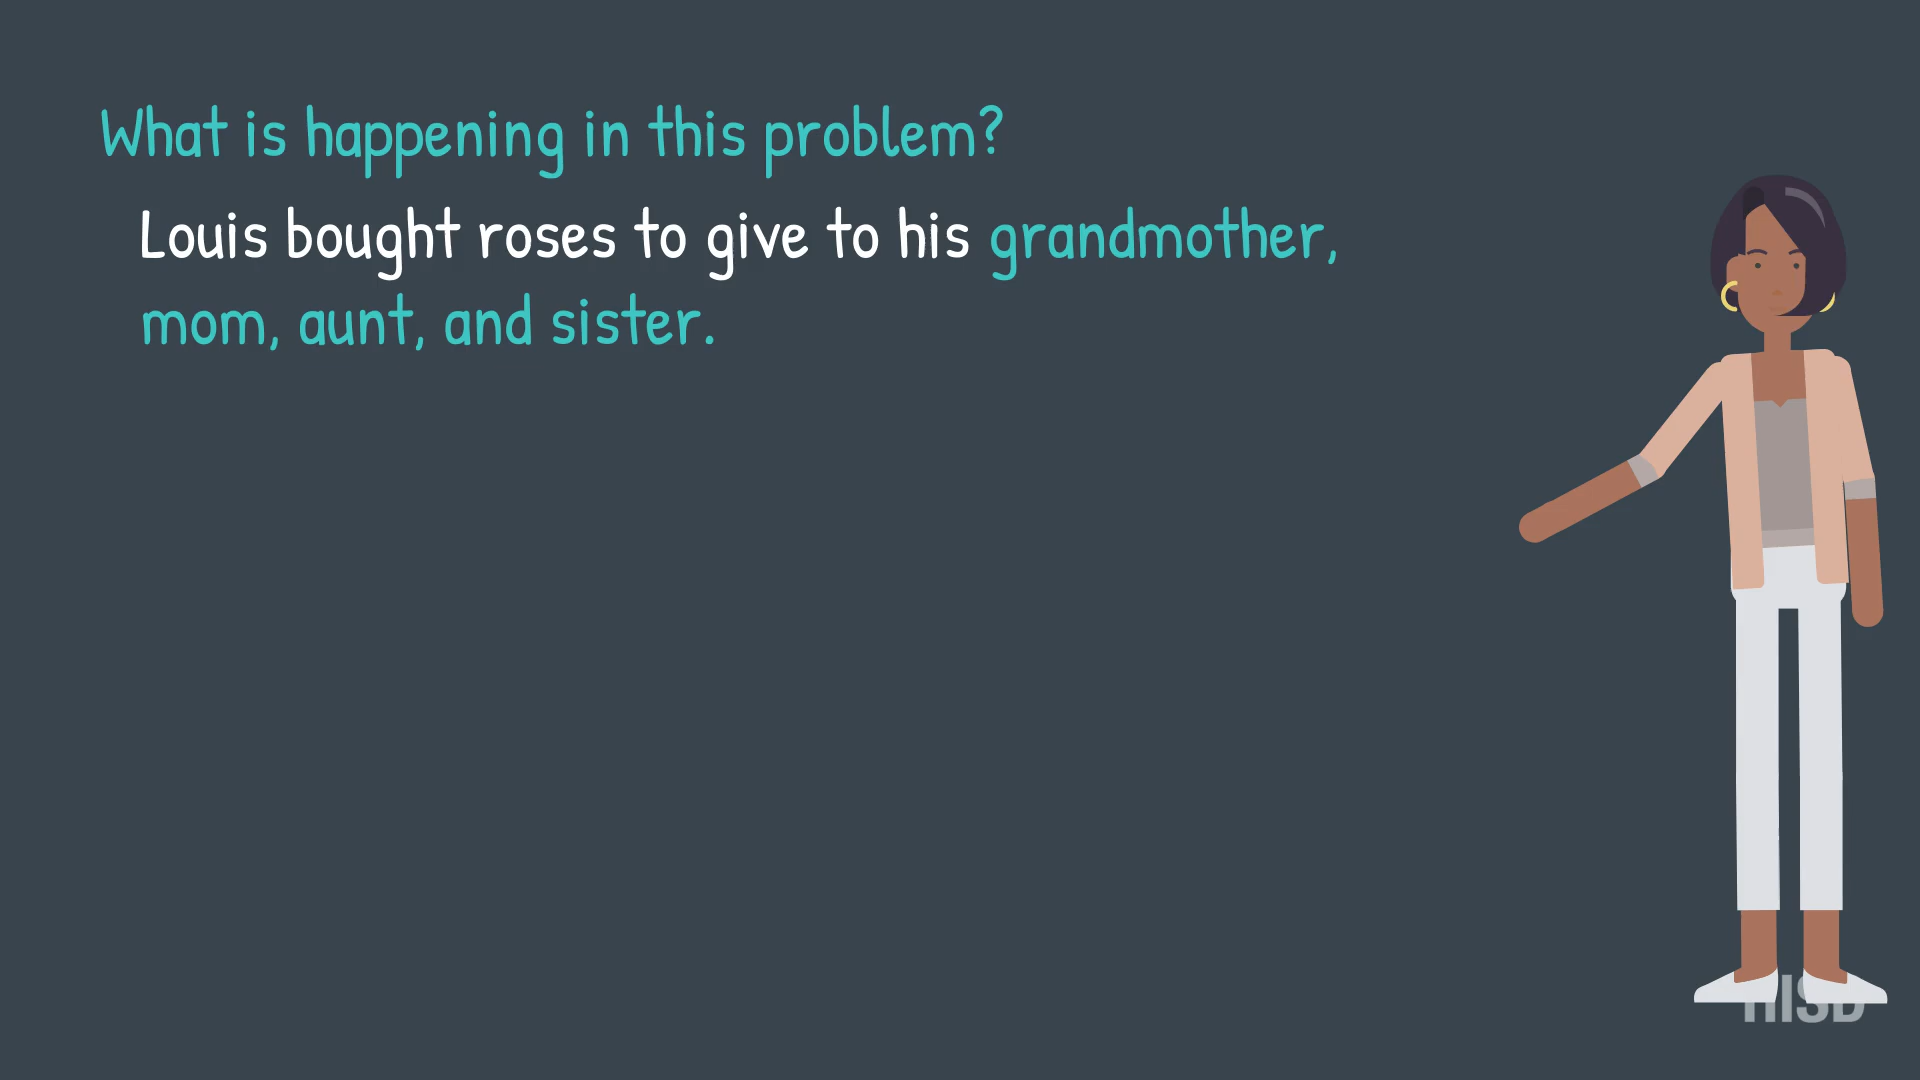 What is happening in this problem?
Louis bought roses to give to his grandmother,
mom, aunt, and sister.
HISD